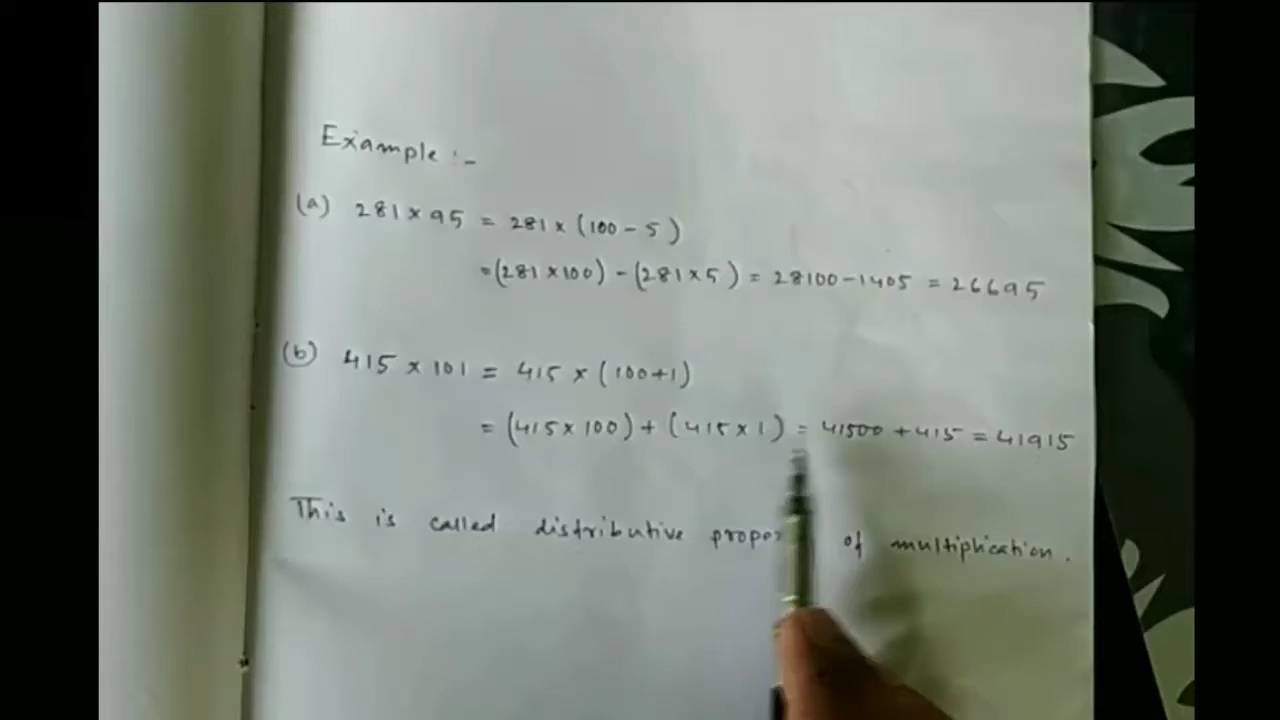 Example :-
(a) 281 × 95 = 281 × (100 - 5)
= (281 × 100) - (281 × 5) = 28100 - 1405 = 26695
(b) 415 × 101 = 415 × (100 + 1)
= (415 × 100) + (415 × 1) = 41500 + 415 = 41915
This is called distributive of multiplication.